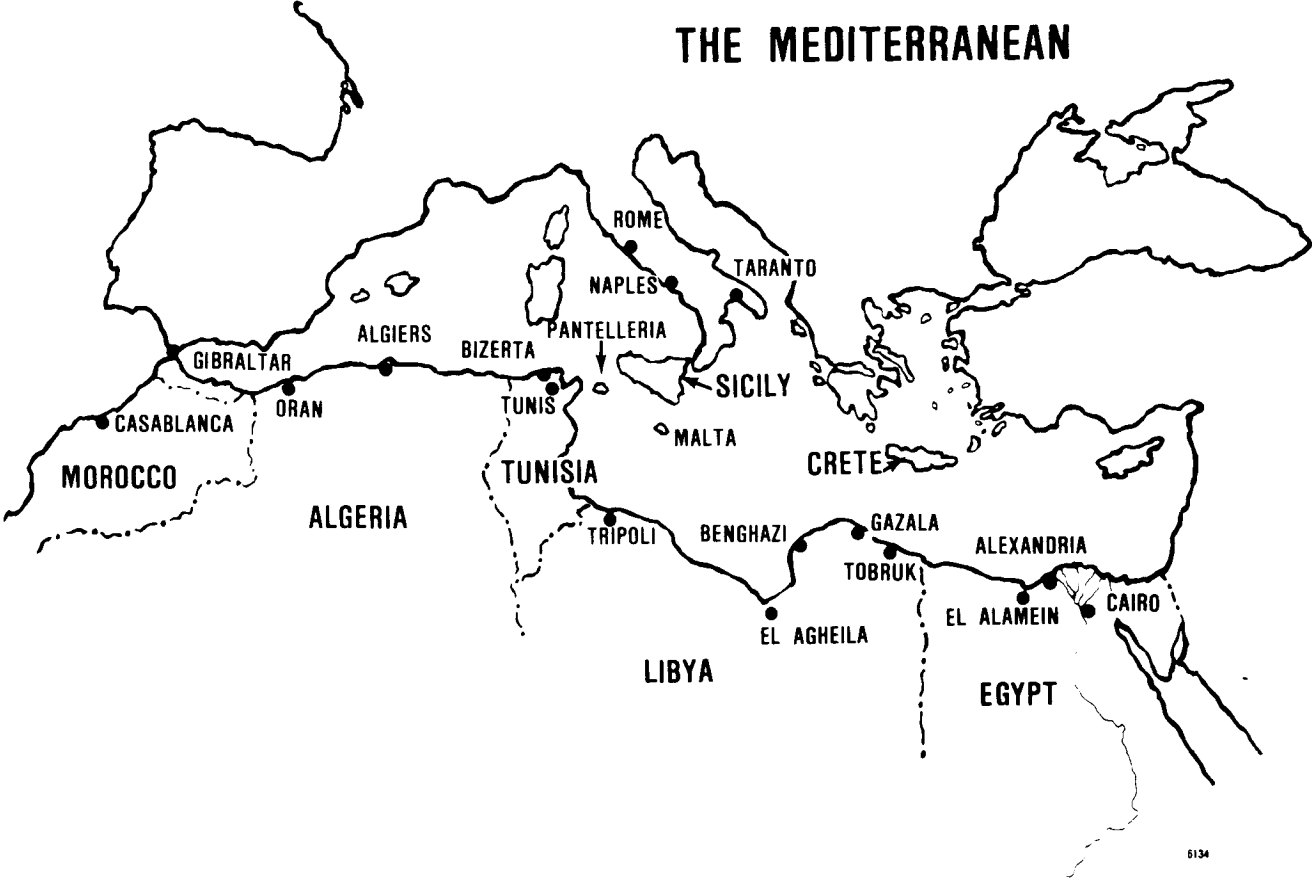 THE MEDITERRANEAN
ROME
TARANTO
NAPLES
PANTELLERIA
ALGIERS
BIZERTA
GIBRALTAR
SICILY
ORAN
TUNIS
CASABLANCA
MALTA
CRETE
TUNISIA
MOROCCO
ALGERIA
GAZALA
BENGHAZI
TRIPOLI
ALEXANDRIA
TOBRUK
CAIRO
EL ALAMEIN
EL AGHEILA
LIBYA
EGYPT
6134